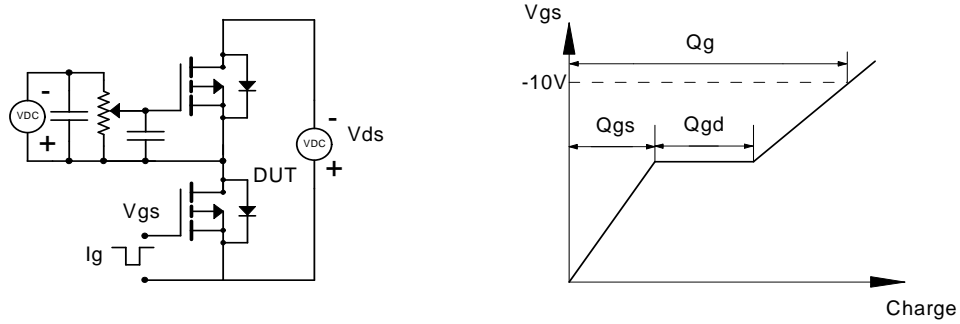 -
VDC
+
Vgs
Ig
DUT
-
VDC
+
Vds
Vgs
Qg
-10V
Qgs
Qgd
Charge